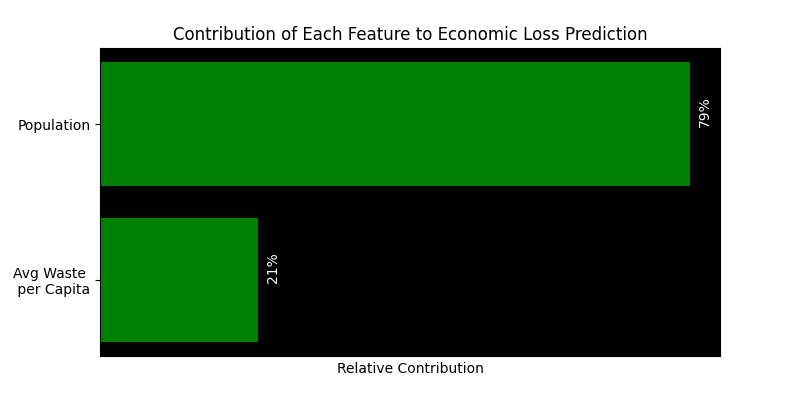 Contribution of Each Feature to Economic Loss Prediction
Population
79%
Avg Waste
per Capita
21%
Relative Contribution